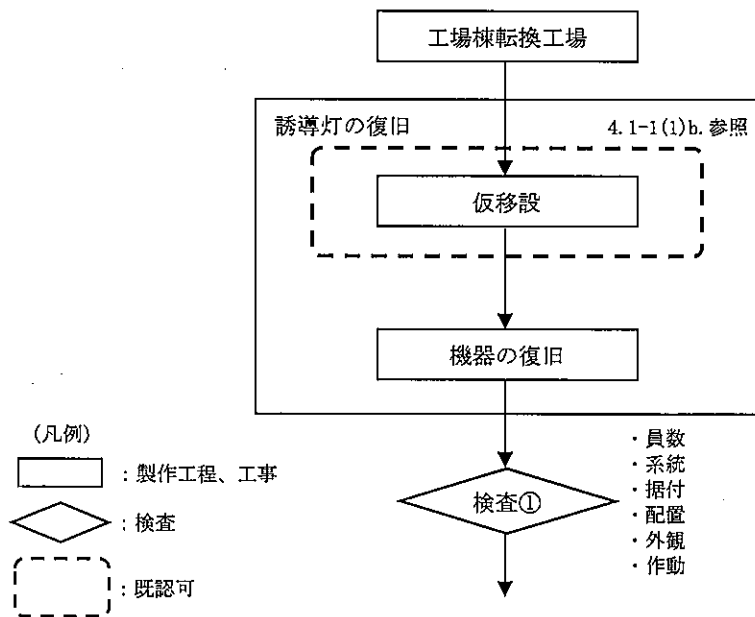 工場棟転換工場
誘導灯の復旧
4.1-1(1)b.参照
仮移設
機器の復旧
検査①
・員数
・系統
・据付
・配置
・外観
・作動
(凡例)
：製作工程、工事
：検査
：既認可